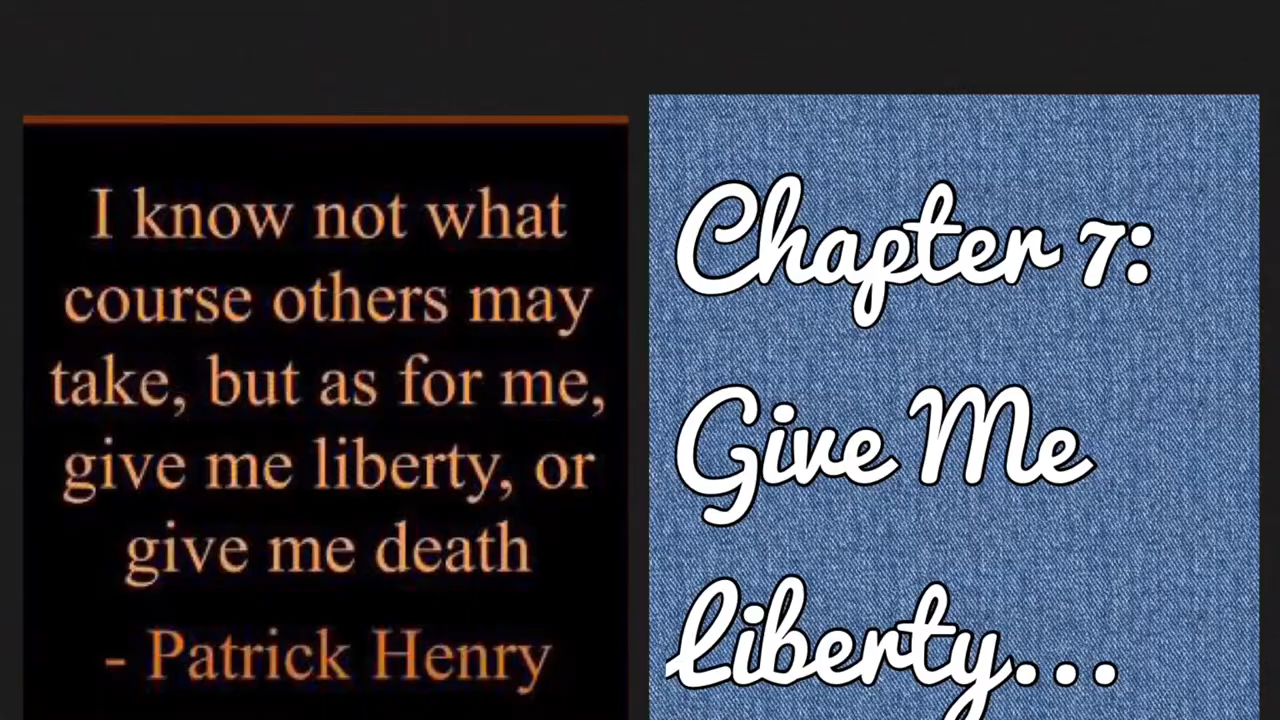 I know not what
course others may
take, but as for me,
give me liberty, or
give me death
- Patrick Henry
Chapter 7:
Give Me
Liberty...